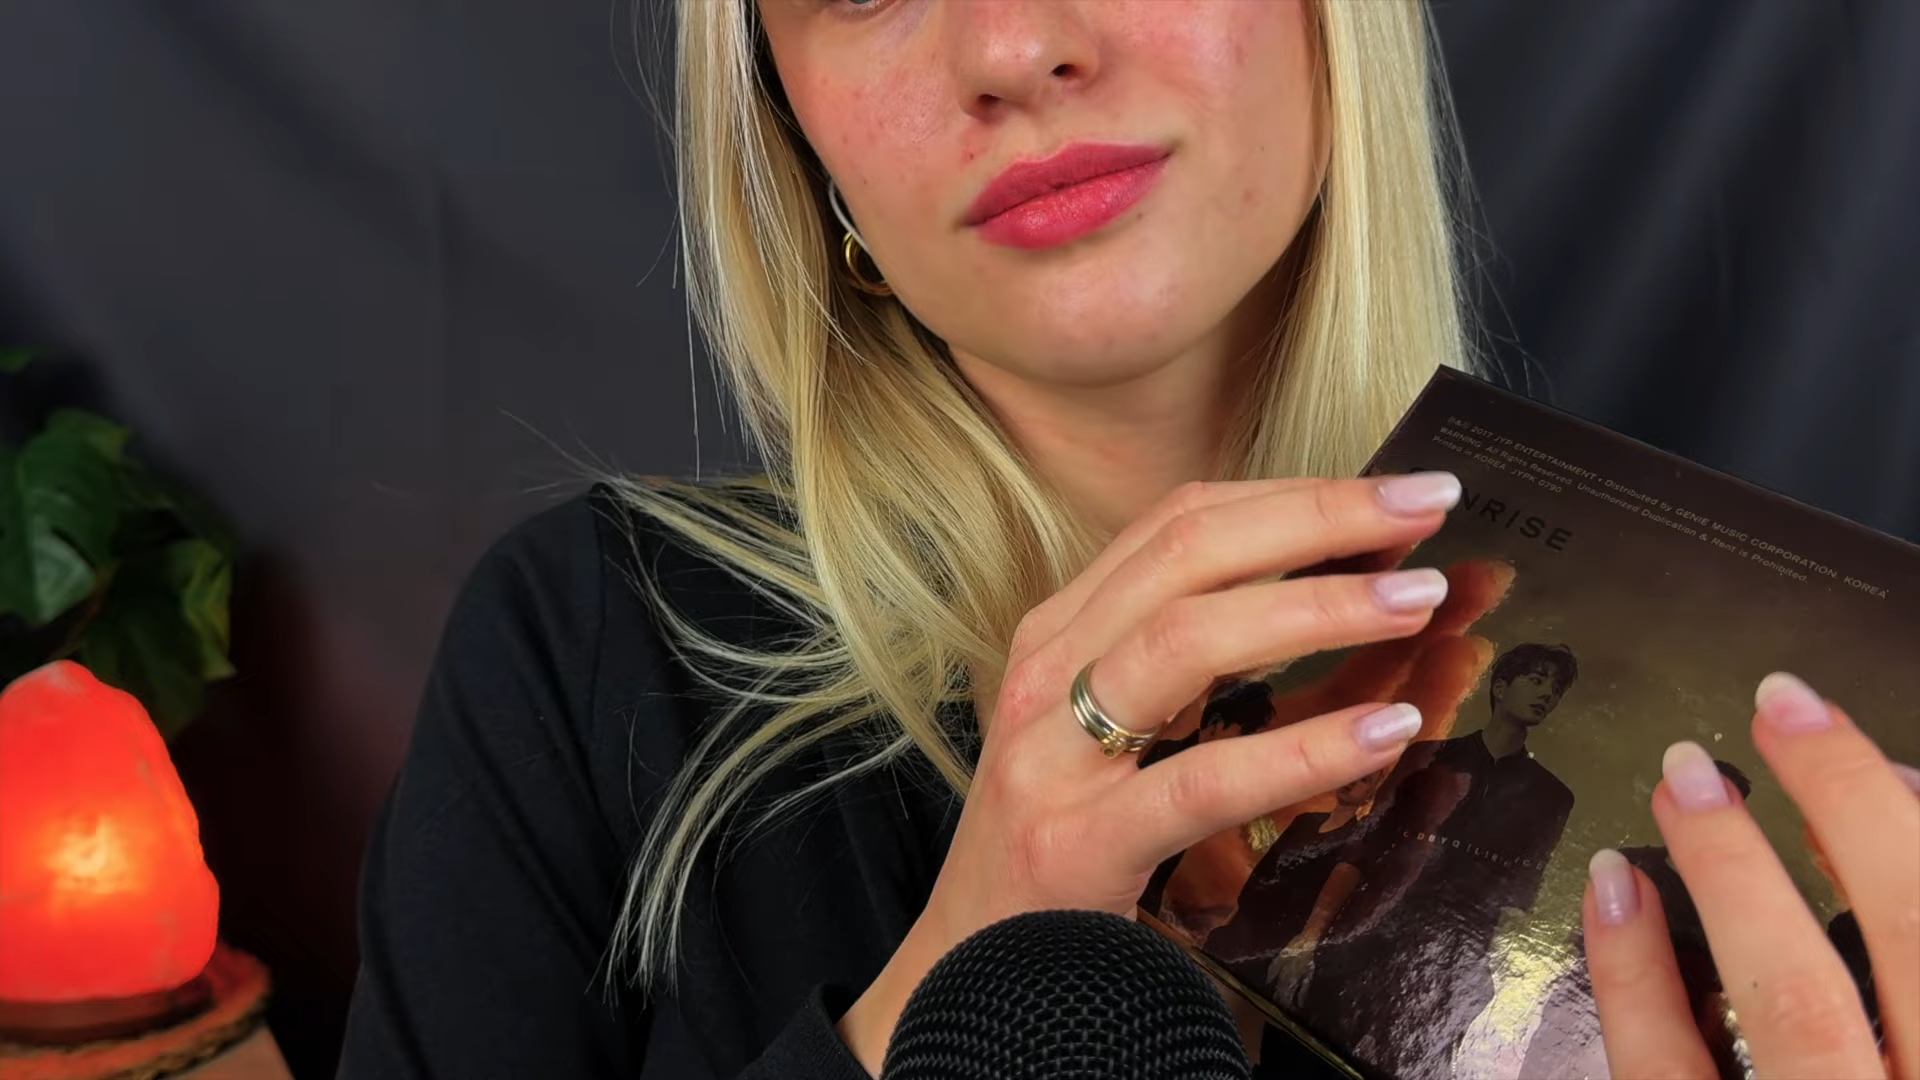 ℗&© 2017 JYP ENTERTAINMENT • Distributed by GENIE MUSIC CORPORATION. KOREA
WARNING: All Rights Reserved. Unauthorized Duplication & Rent is Prohibited.
Printed in KOREA. JYPK 0790
NRISE